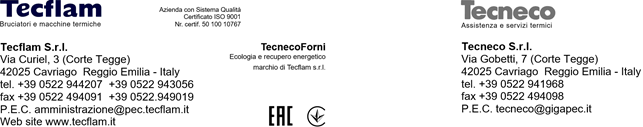 Tecflam
Bruciatori e macchine termiche
Azienda con Sistema Qualità
Certificato ISO 9001
Nr. certif. 50 100 10767
Tecneco
Assistenza e servizi termici
Tecflam S.r.l.
Via Curiel, 3 (Corte Tegge)
42025 Cavriago Reggio Emilia - Italy
tel. +39 0522 944207 +39 0522 943056
fax +39 0522 494091 +39 0522.949019
P.E.C. amministrazione@pec.tecflam.it
Web site www.tecflam.it
TecnecoForni
Ecologia e recupero energetico
marchio di Tecflam s.r.l.
EAC
Tecneco S.r.l.
Via Gobetti, 7 (Corte Tegge)
42025 Cavriago Reggio Emilia - Italy
tel. +39 0522 941968
fax +39 0522 494098
P.E.C. tecneco@gigapec.it